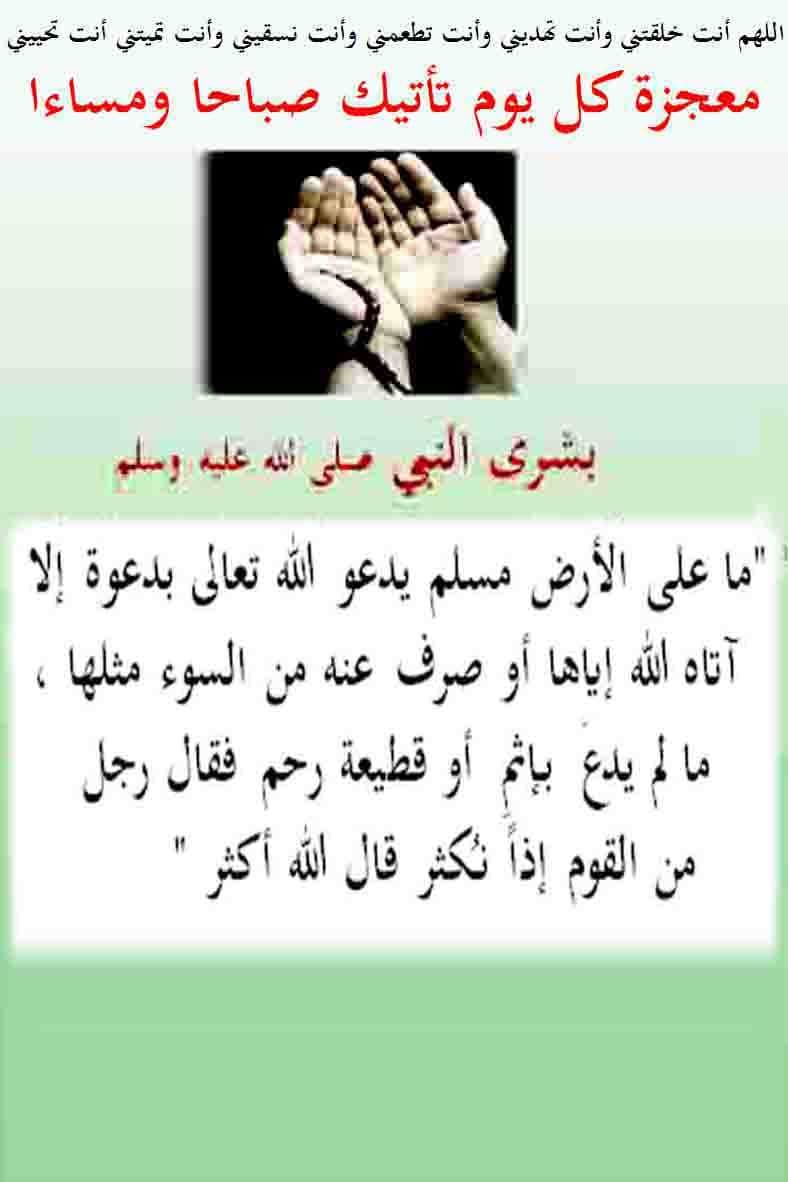 اللهم أنت خلقتني وأنت تهديني وأنت تطعمني وأنت تسقيني وأنت تميتني أنت تحييني
معجزة كل يوم تأتيك صباحا ومساءا
بشرى النبي صلى الله عليه وسلم
"ما على الأرض مسلم يدعو الله تعالى بدعوة إلا
آتاه الله إياها أو صرف عنه من السوء مثلها ،
ما لم يدعَ بإثمٍ أو قطيعة رحم فقال رجل
من القوم إذاً نُكثر قال الله أكثر "